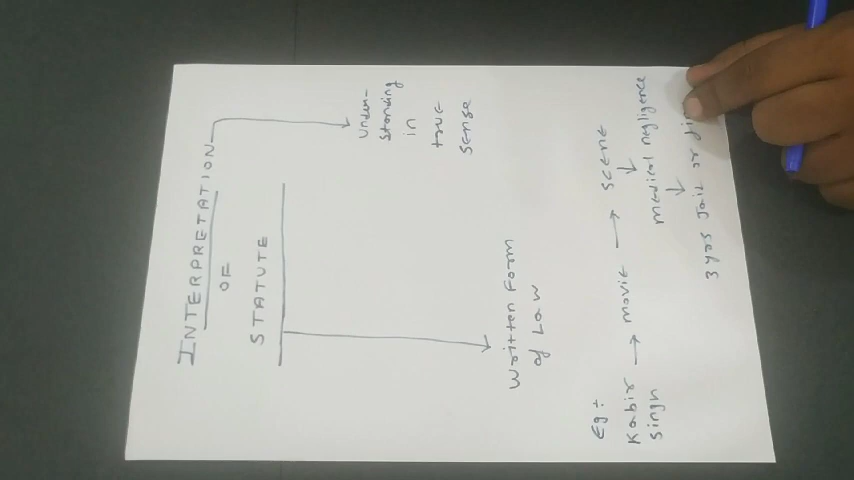 INTERPRETATION
OF
STATUTE
Under-
standing
in
true
sense
Written Form
of Law
Eg ÷
Kabir → movie → scene
Singh
↓
medical negligence
↓
3 yrs Jail or